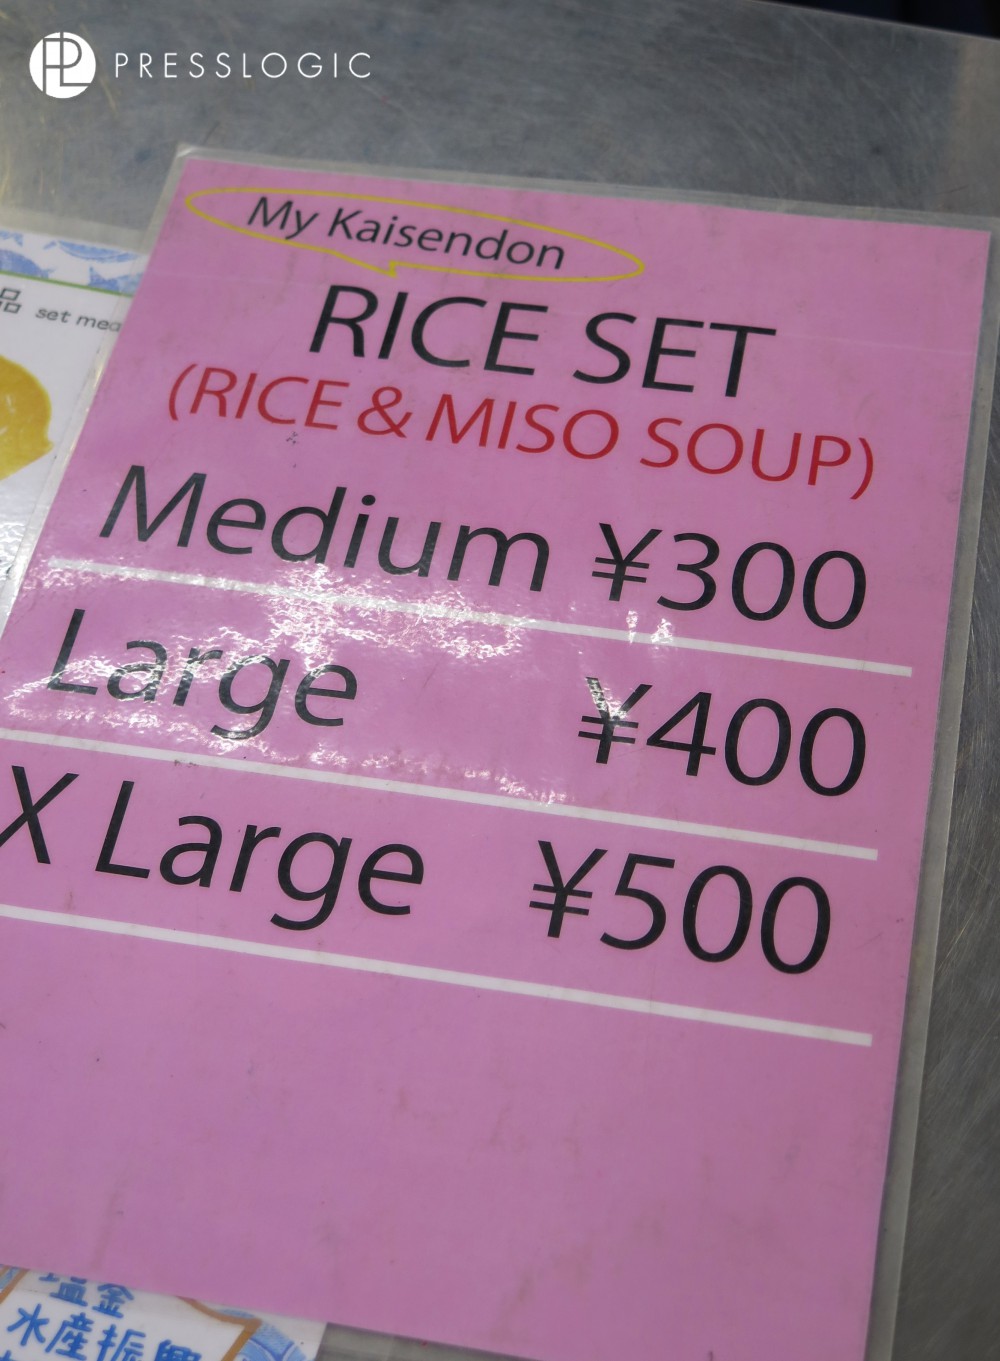 PRESSLOGIC
My Kaisendon
RICE SET
(RICE & MISO SOUP)
Medium ¥300
Large ¥400
X Large ¥500
品 set mea
塩釜
水産振興